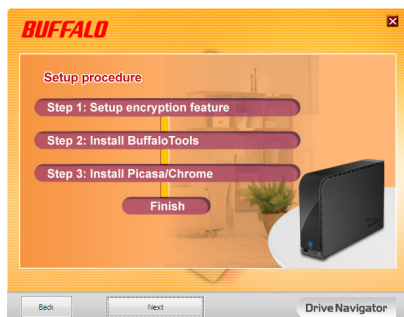 BUFFALO
Setup procedure
Step 1: Setup encryption feature
Step 2: Install BuffaloTools
Step 3: Install Picasa/Chrome
Finish
Back
Next
DriveNavigator